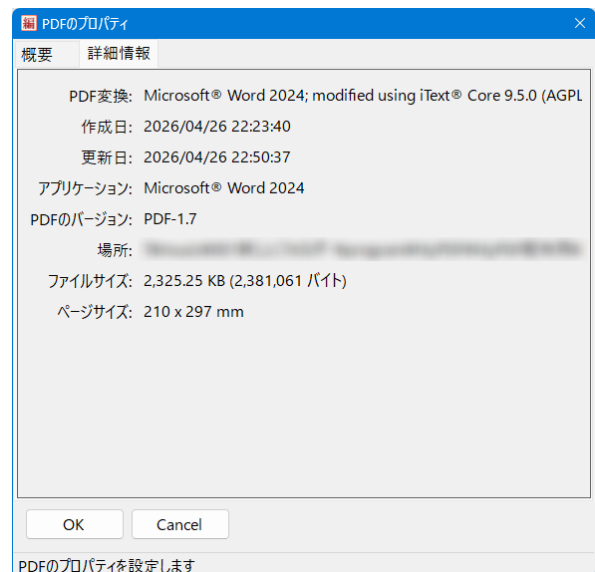 編 PDFのプロパティ
概要 詳細情報
PDF変換: Microsoft® Word 2024; modified using iText® Core 9.5.0 (AGPL
作成日: 2026/04/26 22:23:40
更新日: 2026/04/26 22:50:37
アプリケーション: Microsoft® Word 2024
PDFのバージョン: PDF-1.7
場所:
ファイルサイズ: 2,325.25 KB (2,381,061 バイト)
ページサイズ: 210 x 297 mm
OK Cancel
PDFのプロパティを設定します